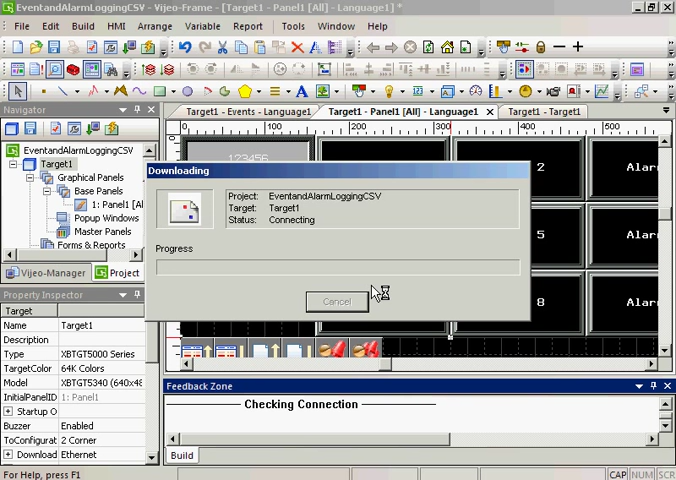 EventandAlarmLoggingCSV - Vijeo-Frame - [Target1 - Panel1 [All] - Language1] *
File Edit Build HMI Arrange Variable Report Tools Window Help
Navigator
Target1 - Events - Language1 Target1 - Panel1 [All] - Language1 Target1 - Target1
0 100 200 300 400 500
EventandAlarmLoggingCSV
Target1
Graphical Panels
Base Panels
1: Panel1 [Al
Popup Windows
Master Panels
Forms & Reports
Vijeo-Manager Project
123456
2 Alar
5 Alar
8 Alar
Downloading
Project: EventandAlarmLoggingCSV
Target: Target1
Status: Connecting
Progress
Cancel
Property Inspector
Target
Name Target1
Description
Type XBTGT5000 Series
TargetColor 64K Colors
Model XBTGT5340 (640x48
InitialPanelID 1: Panel1
Startup O
Buzzer Enabled
ToConfigurat 2 Corner
Download Ethernet
Feedback Zone
Checking Connection
Build
For Help, press F1
CAP NUM SCR